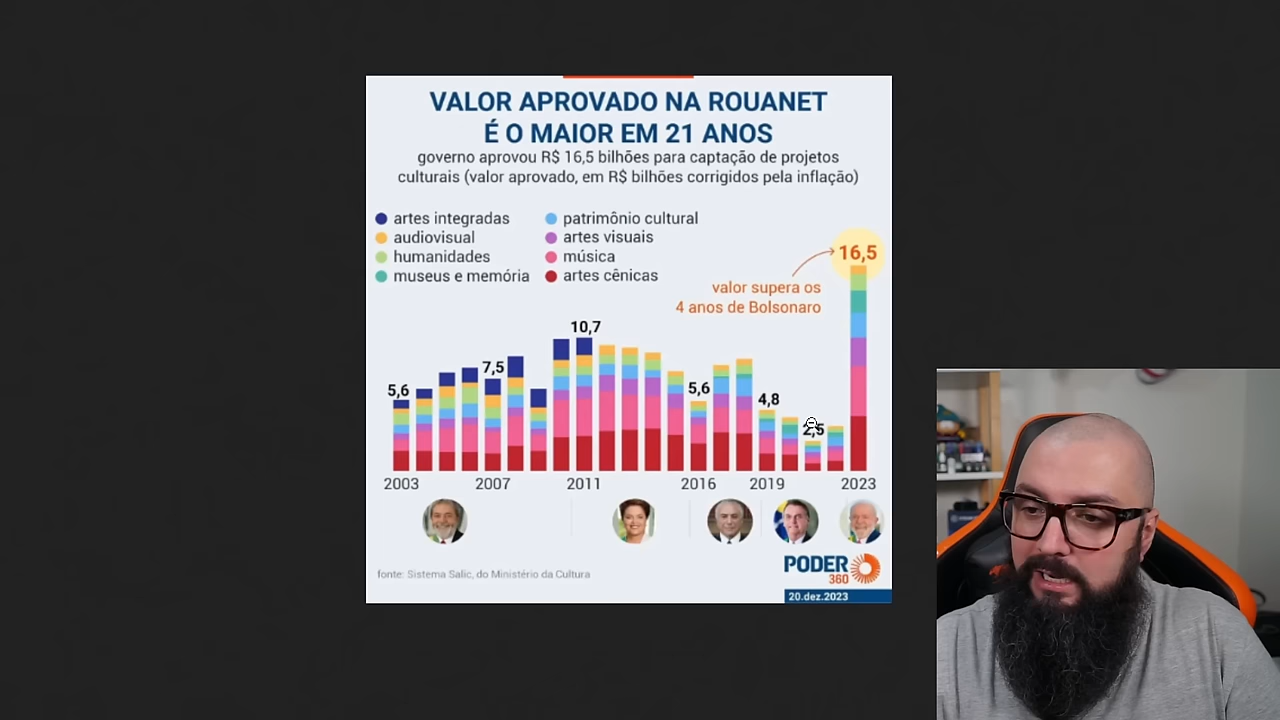 VALOR APROVADO NA ROUANET
É O MAIOR EM 21 ANOS
governo aprovou R$ 16,5 bilhões para captação de projetos
culturais (valor aprovado, em R$ bilhões corrigidos pela inflação)
artes integradas
audiovisual
humanidades
museus e memória
patrimônio cultural
artes visuais
música
artes cênicas
16,5
valor supera os
4 anos de Bolsonaro
5,6
7,5
10,7
5,6
4,8
2,5
2003 2007 2011 2016 2019 2023
fonte: Sistema Salic, do Ministério da Cultura
PODER
360
20.dez.2023